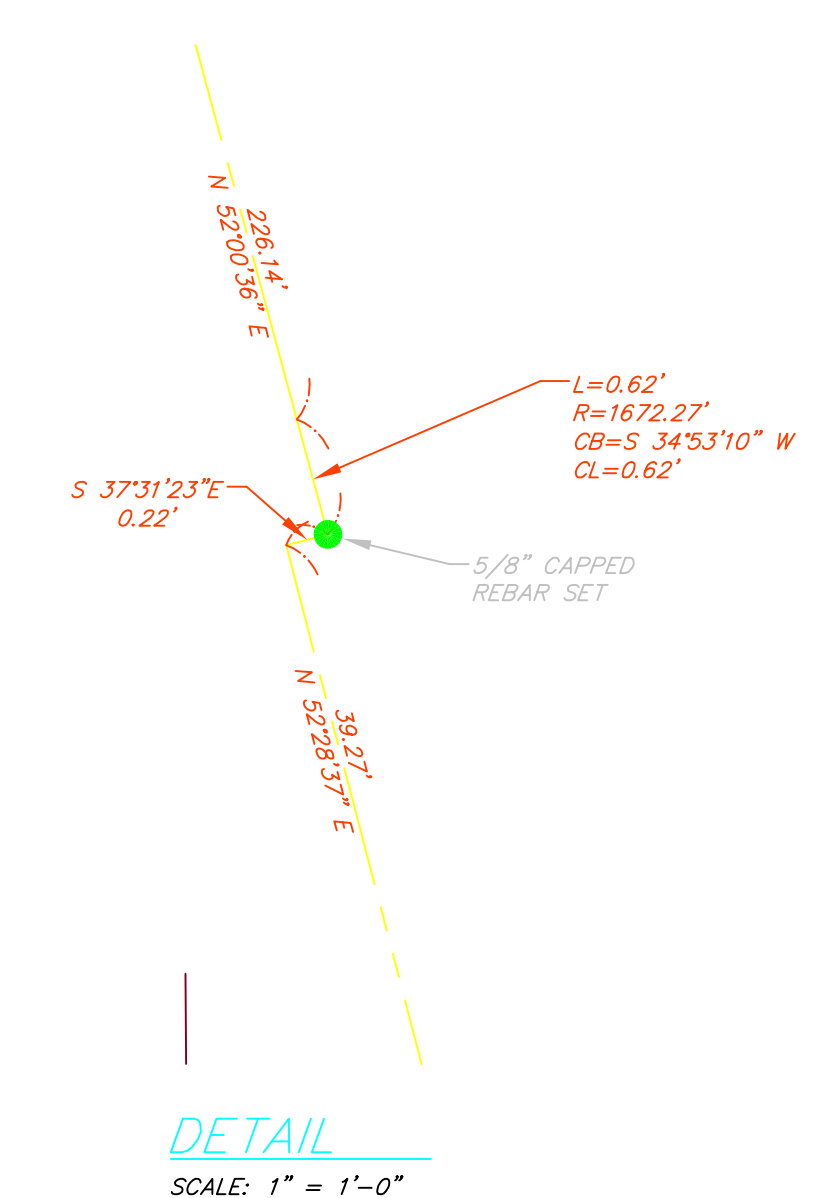 226.14'
N 52°00'36" E
L=0.62'
R=1672.27'
CB=S 34°53'10" W
CL=0.62'
S 37°31'23"E
0.22'
5/8" CAPPED
REBAR SET
39.27'
N 52°28'37" E
DETAIL
SCALE: 1" = 1'-0"